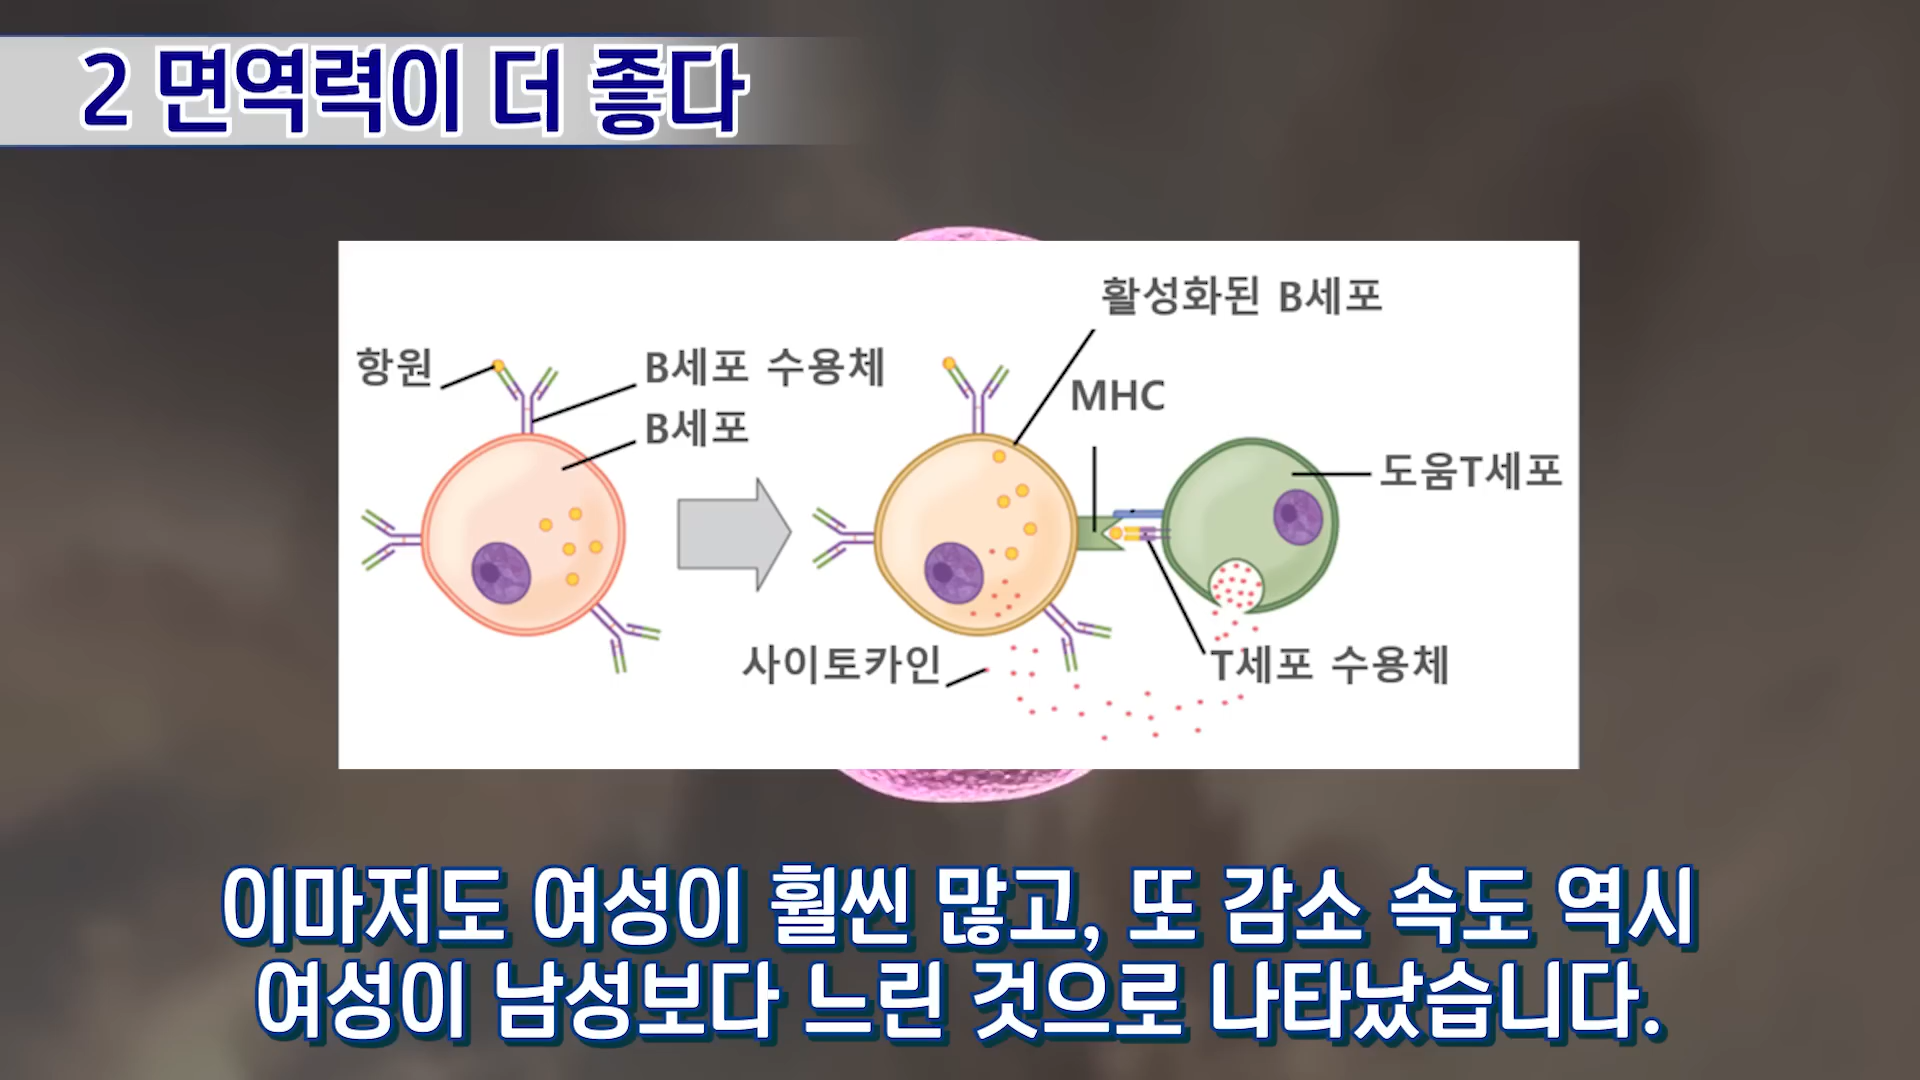 2 면역력이 더 좋다
활성화된 B세포
항원
B세포 수용체
MHC
B세포
도움T세포
사이토카인
T세포 수용체
이마저도 여성이 훨씬 많고, 또 감소 속도 역시
여성이 남성보다 느린 것으로 나타났습니다.